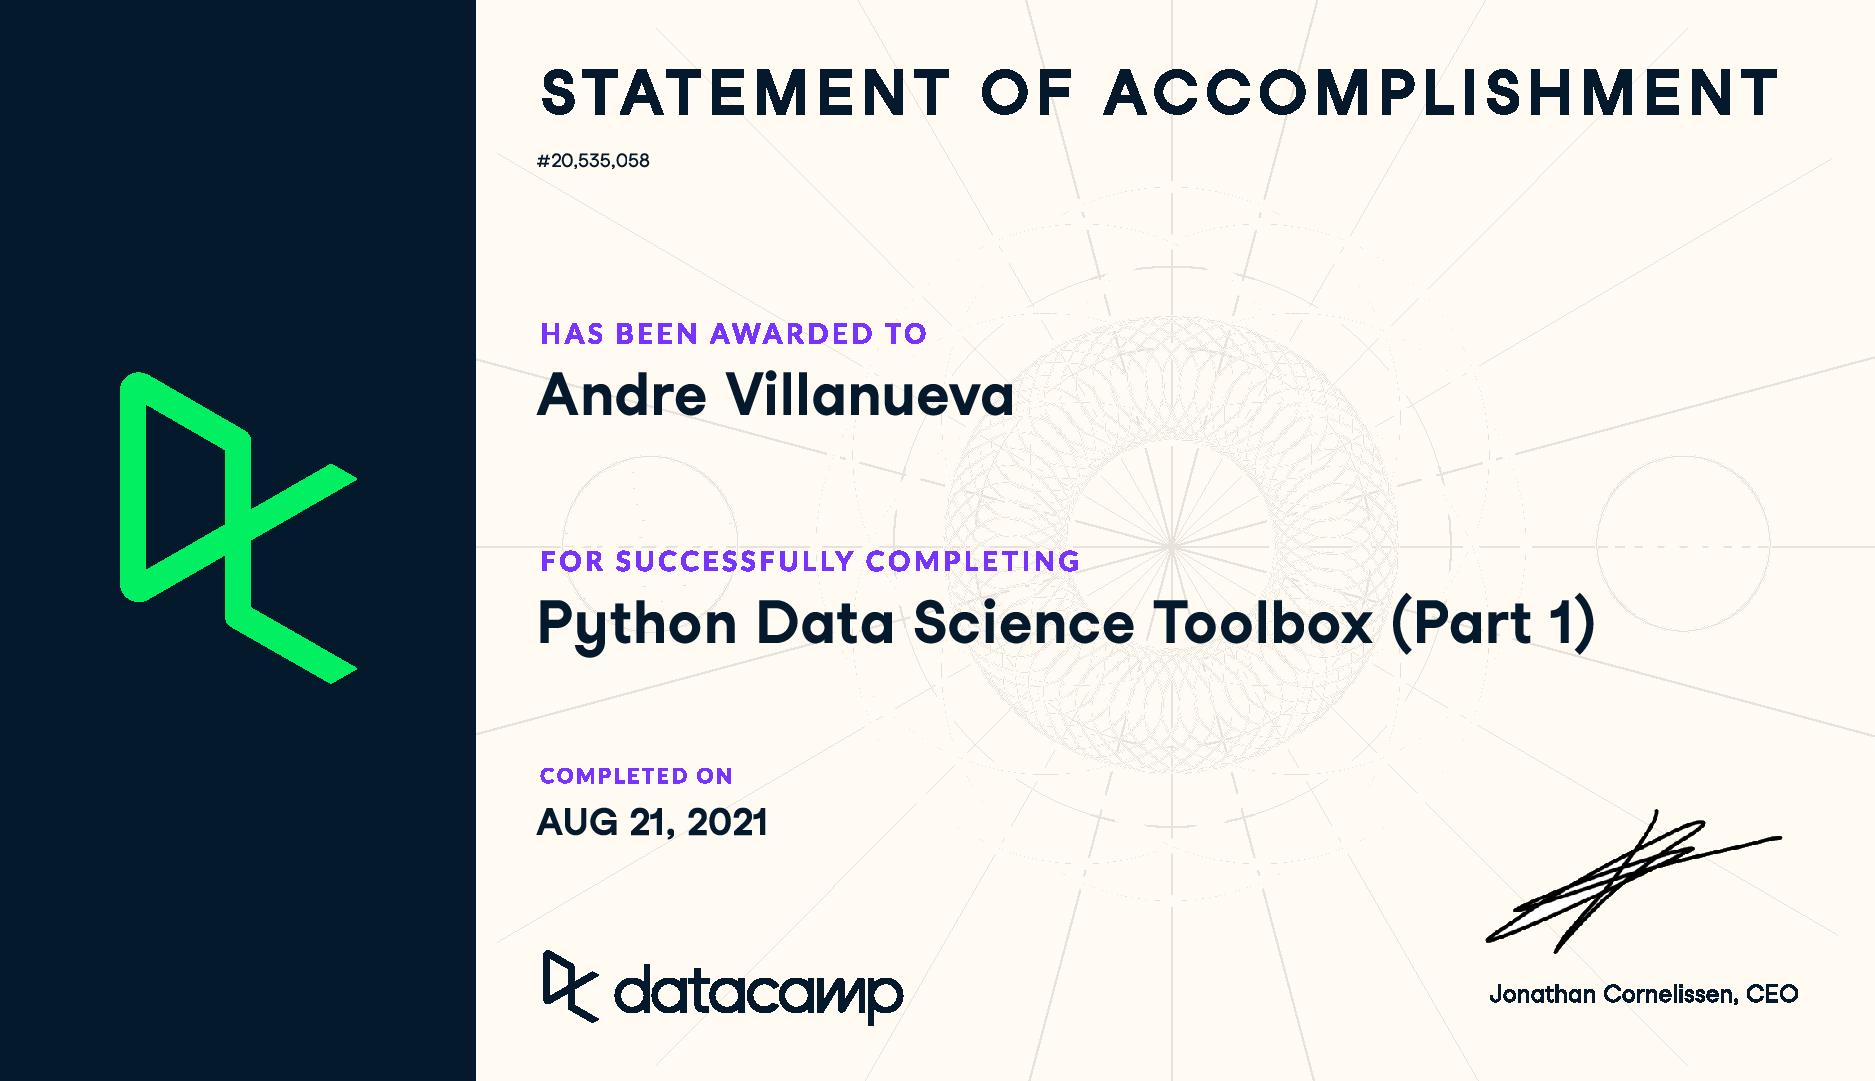 STATEMENT OF ACCOMPLISHMENT
#20,535,058
HAS BEEN AWARDED TO
Andre Villanueva
FOR SUCCESSFULLY COMPLETING
Python Data Science Toolbox (Part 1)
COMPLETED ON
AUG 21, 2021
datacamp
Jonathan Cornelissen, CEO